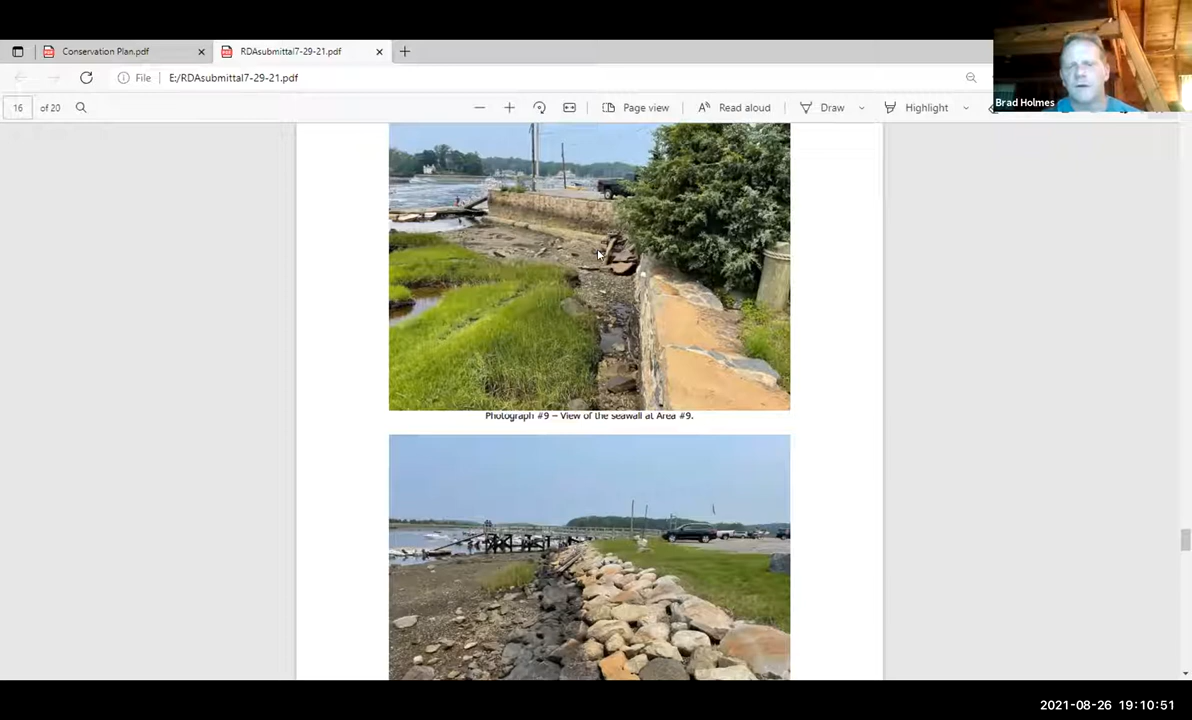 Conservation Plan.pdf
RDAsubmittal7-29-21.pdf
File
E:/RDAsubmittal7-29-21.pdf
16
of 20
Page view
Read aloud
Draw
Highlight
Brad Holmes
Photograph #9 – View of the seawall at Area #9.
2021-08-26 19:10:51